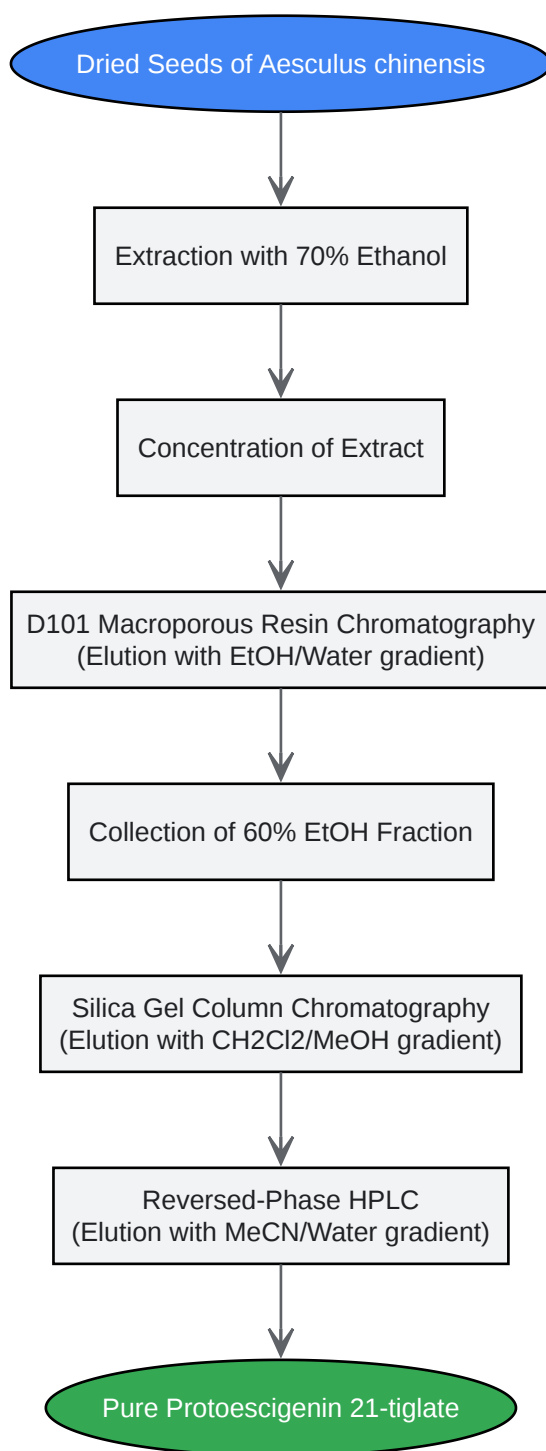 Dried Seeds of Aesculus chinensis
Extraction with 70% Ethanol
Concentration of Extract
D101 Macroporous Resin Chromatography
(Elution with EtOH/Water gradient)
Collection of 60% EtOH Fraction
Silica Gel Column Chromatography
(Elution with CH2Cl2/MeOH gradient)
Reversed-Phase HPLC
(Elution with MeCN/Water gradient)
Pure Protoescigenin 21-tiglate